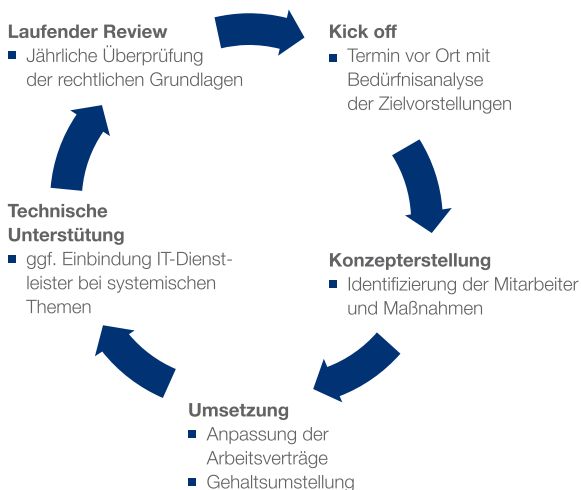 Laufender Review
■ Jährliche Überprüfung
der rechtlichen Grundlagen
Kick off
■ Termin vor Ort mit
Bedürfnisanalyse
der Zielvorstellungen
Konzepterstellung
■ Identifizierung der Mitarbeiter
und Maßnahmen
Umsetzung
■ Anpassung der
Arbeitsverträge
■ Gehaltsumstellung
Technische
Unterstütung
■ ggf. Einbindung IT-Dienst-
leister bei systemischen
Themen